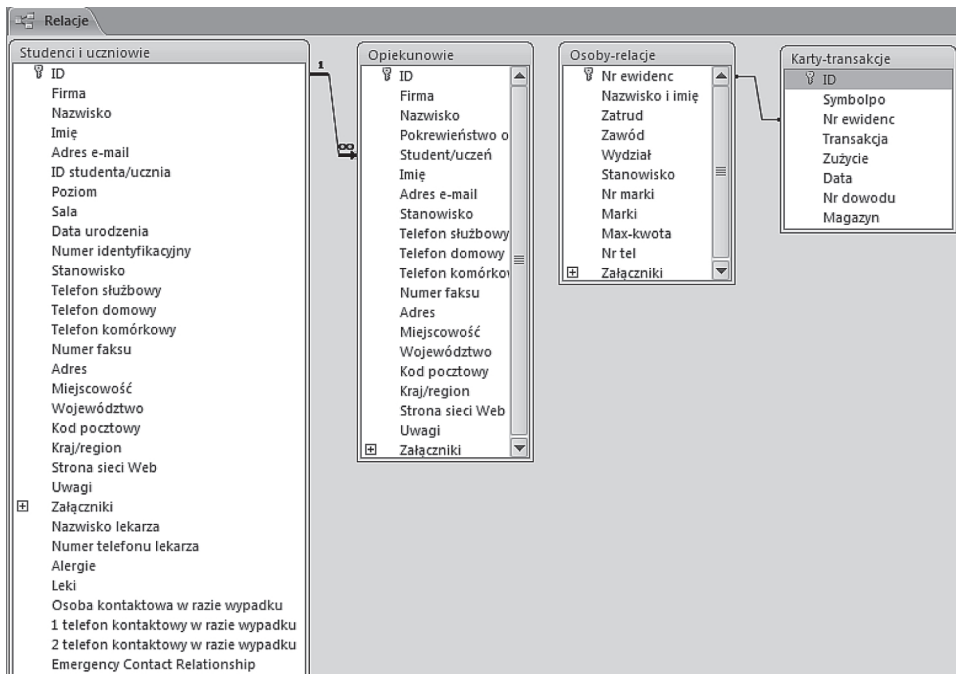 Relacje
Studenci i uczniowie
ID
Firma
Nazwisko
Imię
Adres e-mail
ID studenta/ucznia
Poziom
Sala
Data urodzenia
Numer identyfikacyjny
Stanowisko
Telefon służbowy
Telefon domowy
Telefon komórkowy
Numer faksu
Adres
Miejscowość
Województwo
Kod pocztowy
Kraj/region
Strona sieci Web
Uwagi
Załączniki
Nazwisko lekarza
Numer telefonu lekarza
Alergie
Leki
Osoba kontaktowa w razie wypadku
1 telefon kontaktowy w razie wypadku
2 telefon kontaktowy w razie wypadku
Emergency Contact Relationship
1
∞
Opiekunowie
ID
Firma
Nazwisko
Pokrewieństwo o
Student/uczeń
Imię
Adres e-mail
Stanowisko
Telefon służbowy
Telefon domowy
Telefon komórkow
Numer faksu
Adres
Miejscowość
Województwo
Kod pocztowy
Kraj/region
Strona sieci Web
Uwagi
Załączniki
Osoby-relacje
Nr ewidenc
Nazwisko i imię
Zatrud
Zawód
Wydział
Stanowisko
Nr marki
Marki
Max-kwota
Nr tel
Załączniki
Karty-transakcje
ID
Symbolpo
Nr ewidenc
Transakcja
Zużycie
Data
Nr dowodu
Magazyn